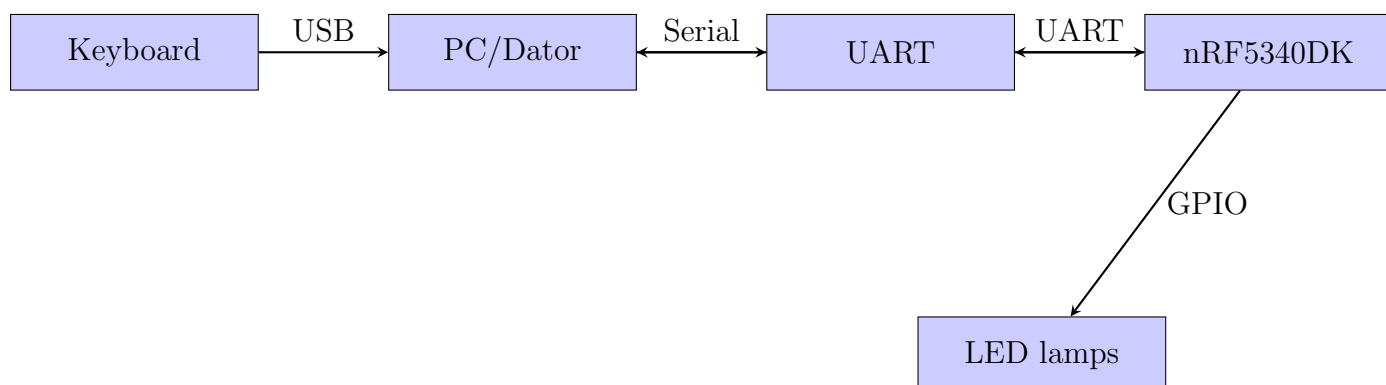 Keyboard
USB
PC/Dator
Serial
UART
UART
nRF5340DK
GPIO
LED lamps